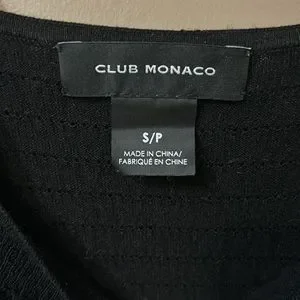 CLUB MONACO
S/P
MADE IN CHINA/
FABRIQUÉ EN CHINE